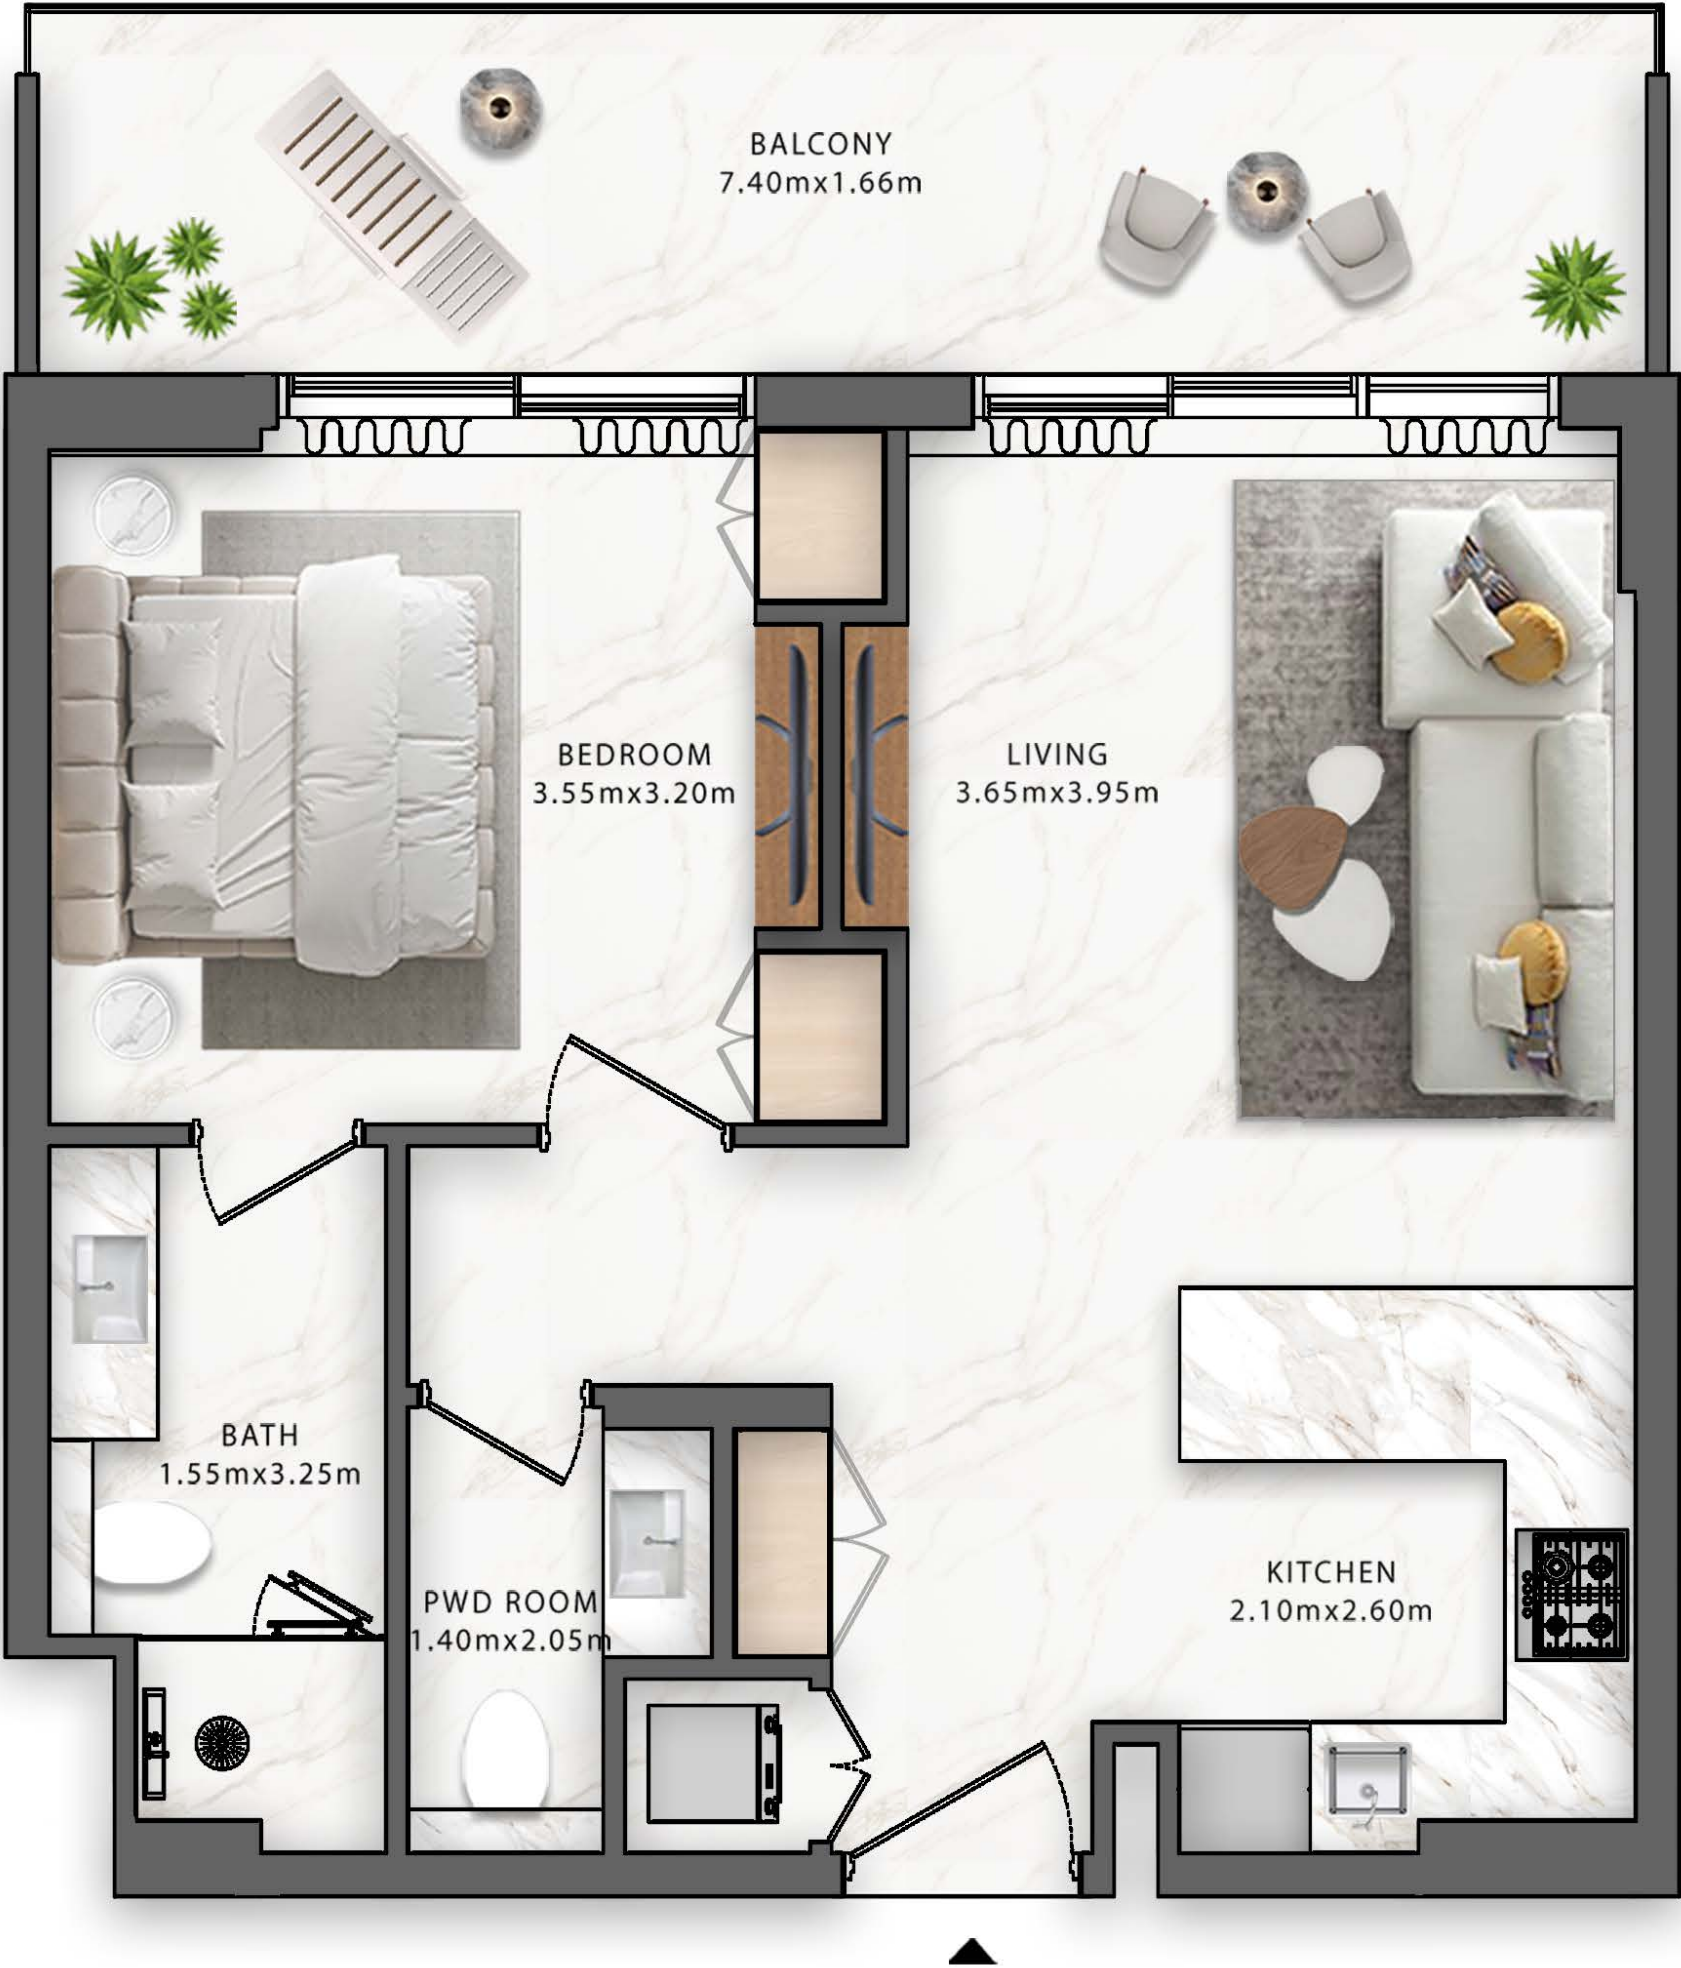 BALCONY
7.40mx1.66m
BEDROOM
3.55mx3.20m
LIVING
3.65mx3.95m
BATH
1.55mx3.25m
PWD ROOM
1.40mx2.05m
KITCHEN
2.10mx2.60m